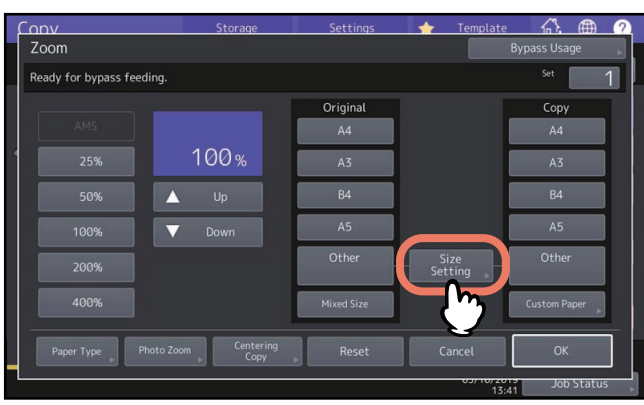 Copy Storage Settings Template
Zoom Bypass Usage
Ready for bypass feeding. Set 1
Original Copy
AMS
100%
A4 A4
25%
A3 A3
50% Up
B4 B4
100% Down
A5 A5
200%
Other
Size
Setting
Other
400%
Mixed Size Custom Paper
Paper Type Photo Zoom Centering
Copy Reset Cancel OK
13:41 Job Status